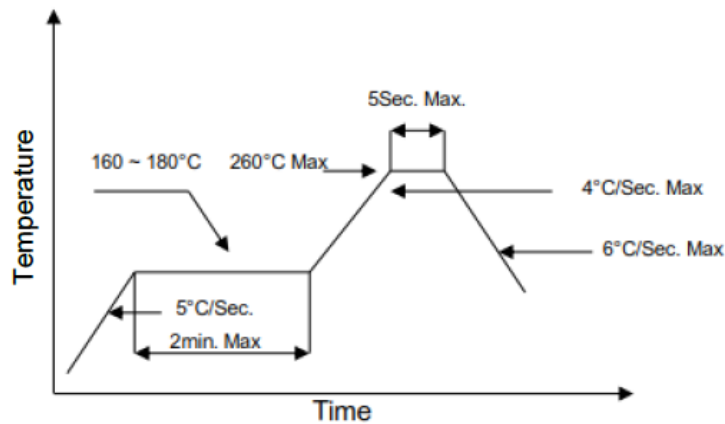 5Sec. Max.
160 ~ 180°C
260°C Max
4°C/Sec. Max
6°C/Sec. Max
5°C/Sec.
2min. Max
Temperature
Time